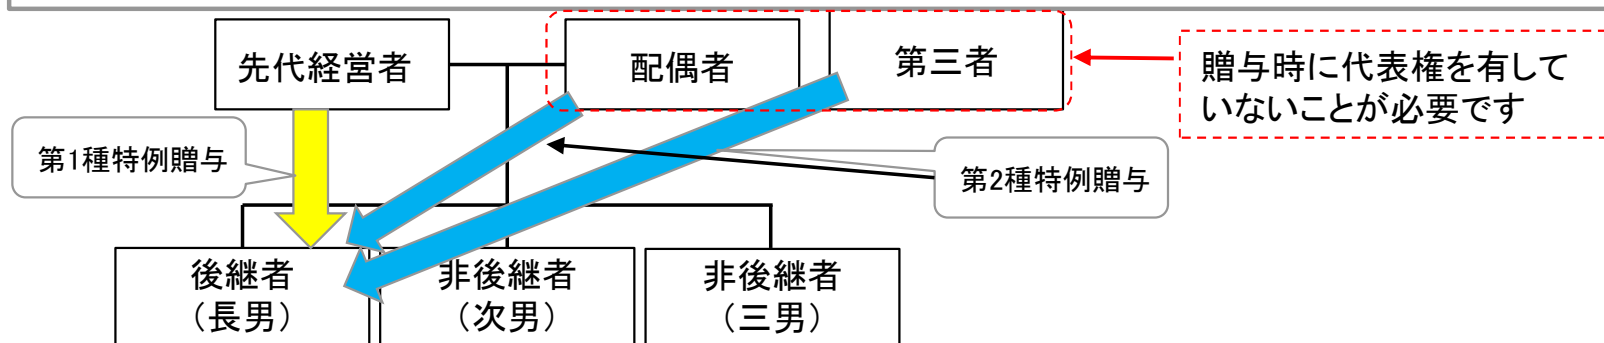 先代経営者
配偶者
第三者
贈与時に代表権を有して
いないことが必要です
第1種特例贈与
第2種特例贈与
後継者
（長男）
非後継者
（次男）
非後継者
（三男）